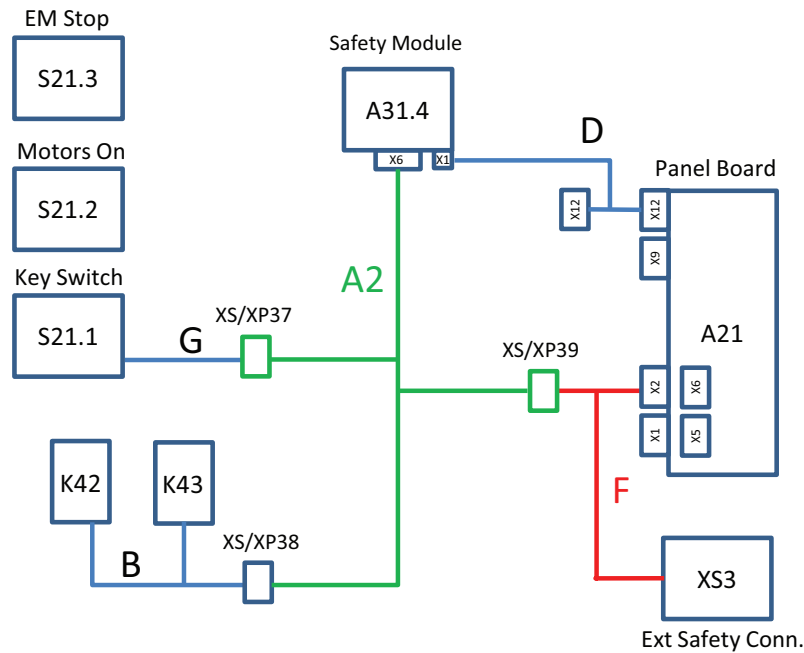 EM Stop
S21.3
Safety Module
A31.4
X6
X1
D
Motors On
S21.2
Panel Board
X12
X12
X9
Key Switch
S21.1
G
XS/XP37
A2
XS/XP39
A21
X2
X6
X1
X5
K42
K43
B
XS/XP38
F
XS3
Ext Safety Conn.